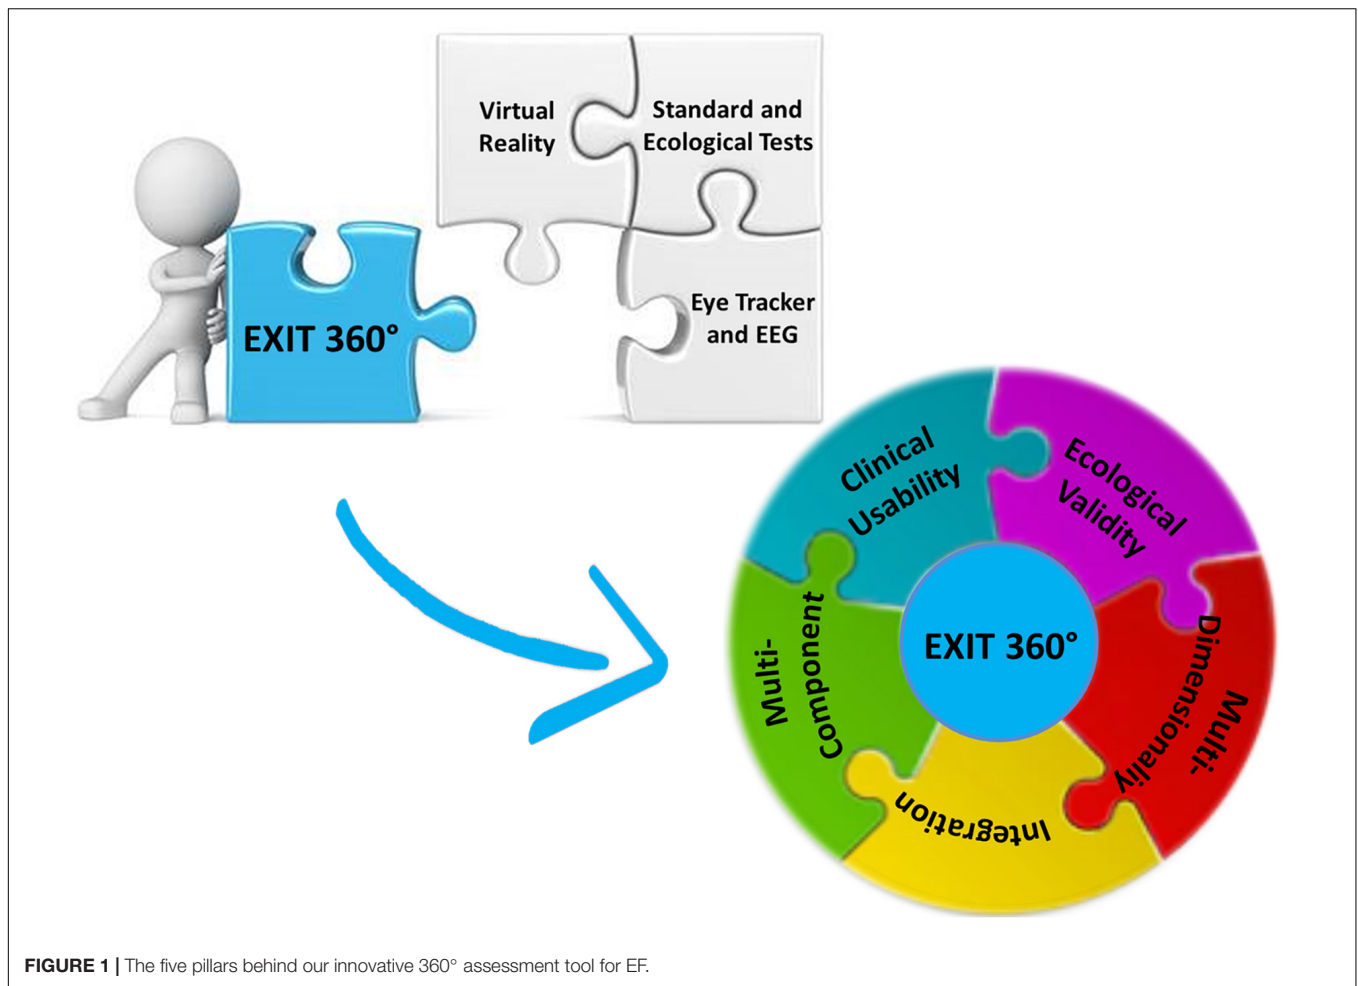 Virtual
Reality
Standard and
Ecological Tests
EXIT 360°
Eye Tracker
and EEG
Clinical
Usability
Ecological
Validity
Multi-
Dimensionaliy
Integration
Multi-
Component
EXIT 360°
FIGURE 1 | The five pillars behind our innovative 360° assessment tool for EF.